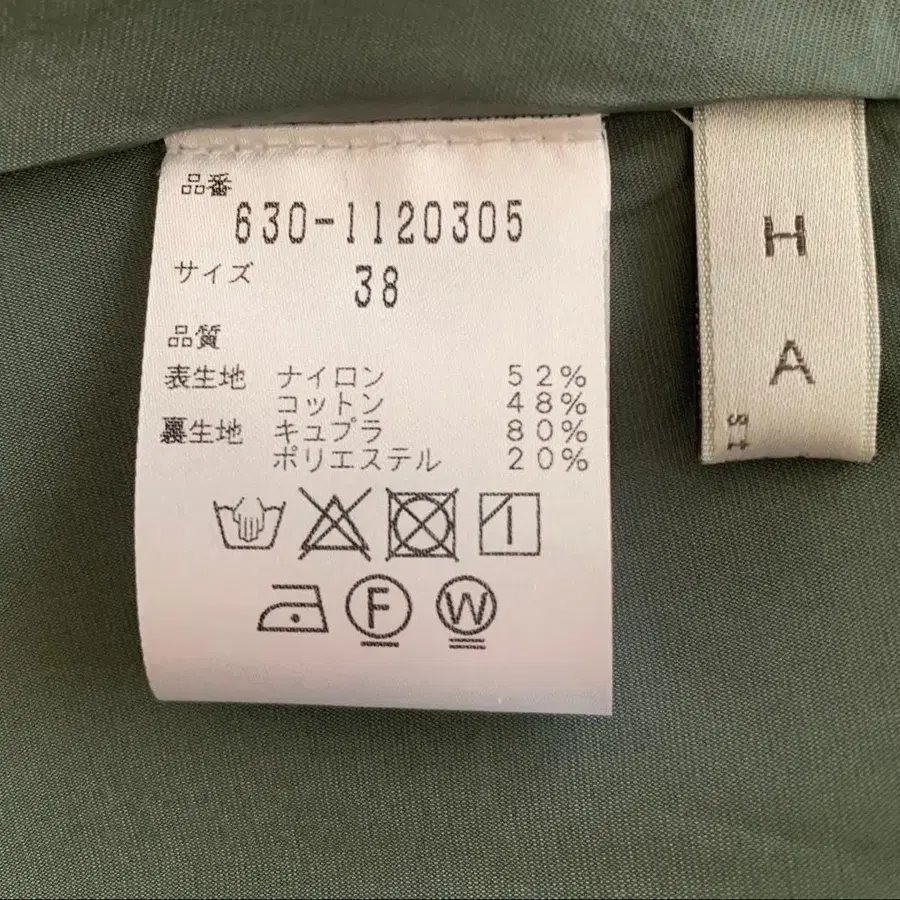 品番
630-1120305
サイズ 38
品質
表生地 ナイロン 52%
コットン 48%
裏生地 キュプラ 80%
ポリエステル 20%
F W
H
A